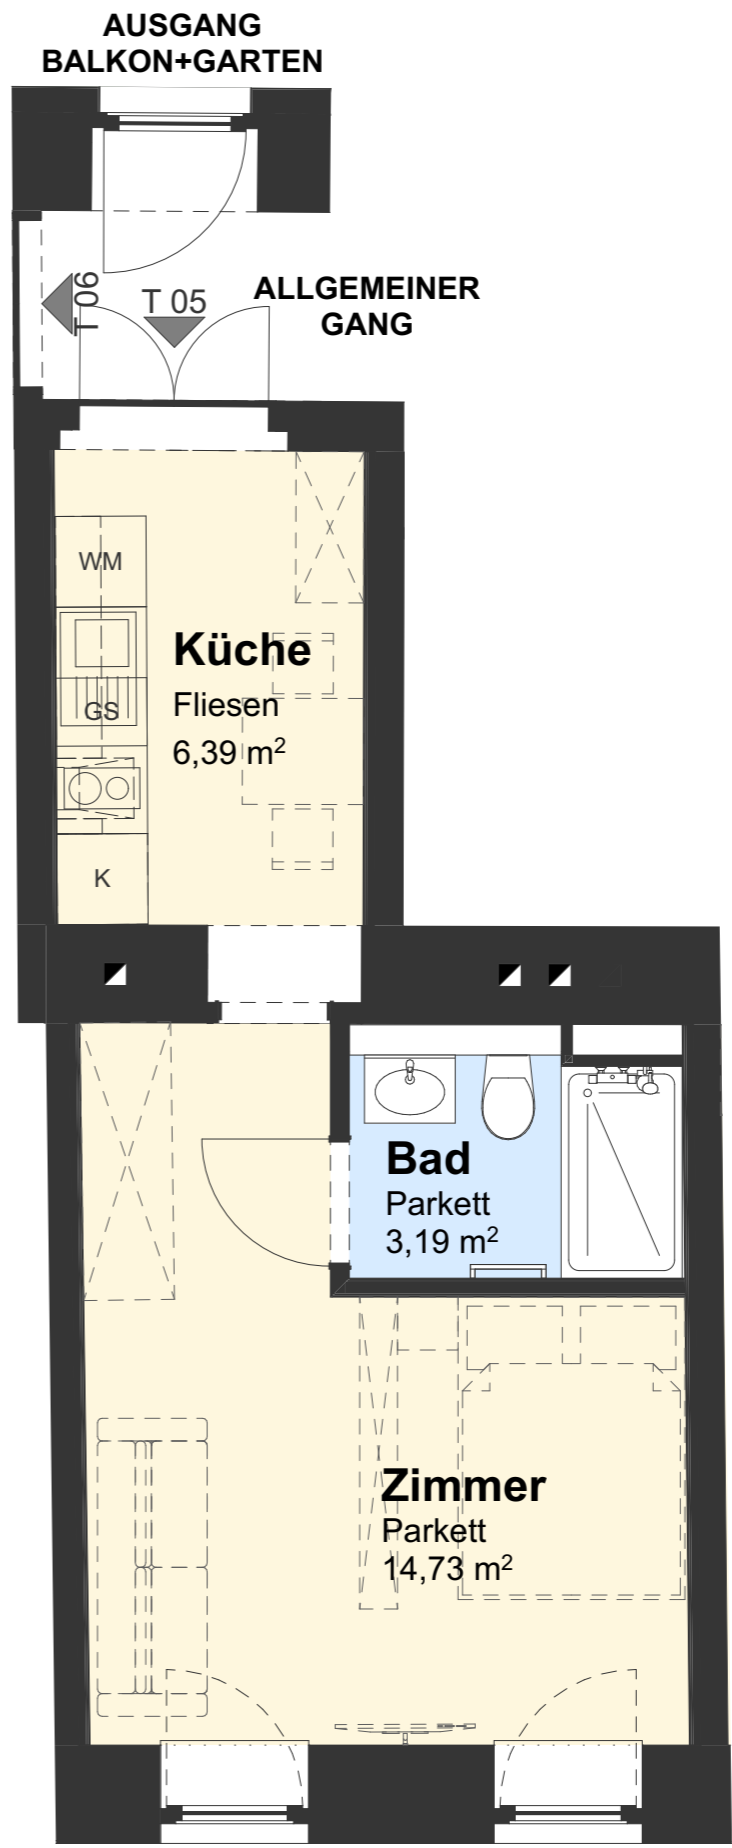 AUSGANG
BALKON+GARTEN
ALLGEMEINER
GANG
T 06
T 05
WM
Küche
Fliesen
6,39 m²
GS
K
Bad
Parkett
3,19 m²
Zimmer
Parkett
14,73 m²